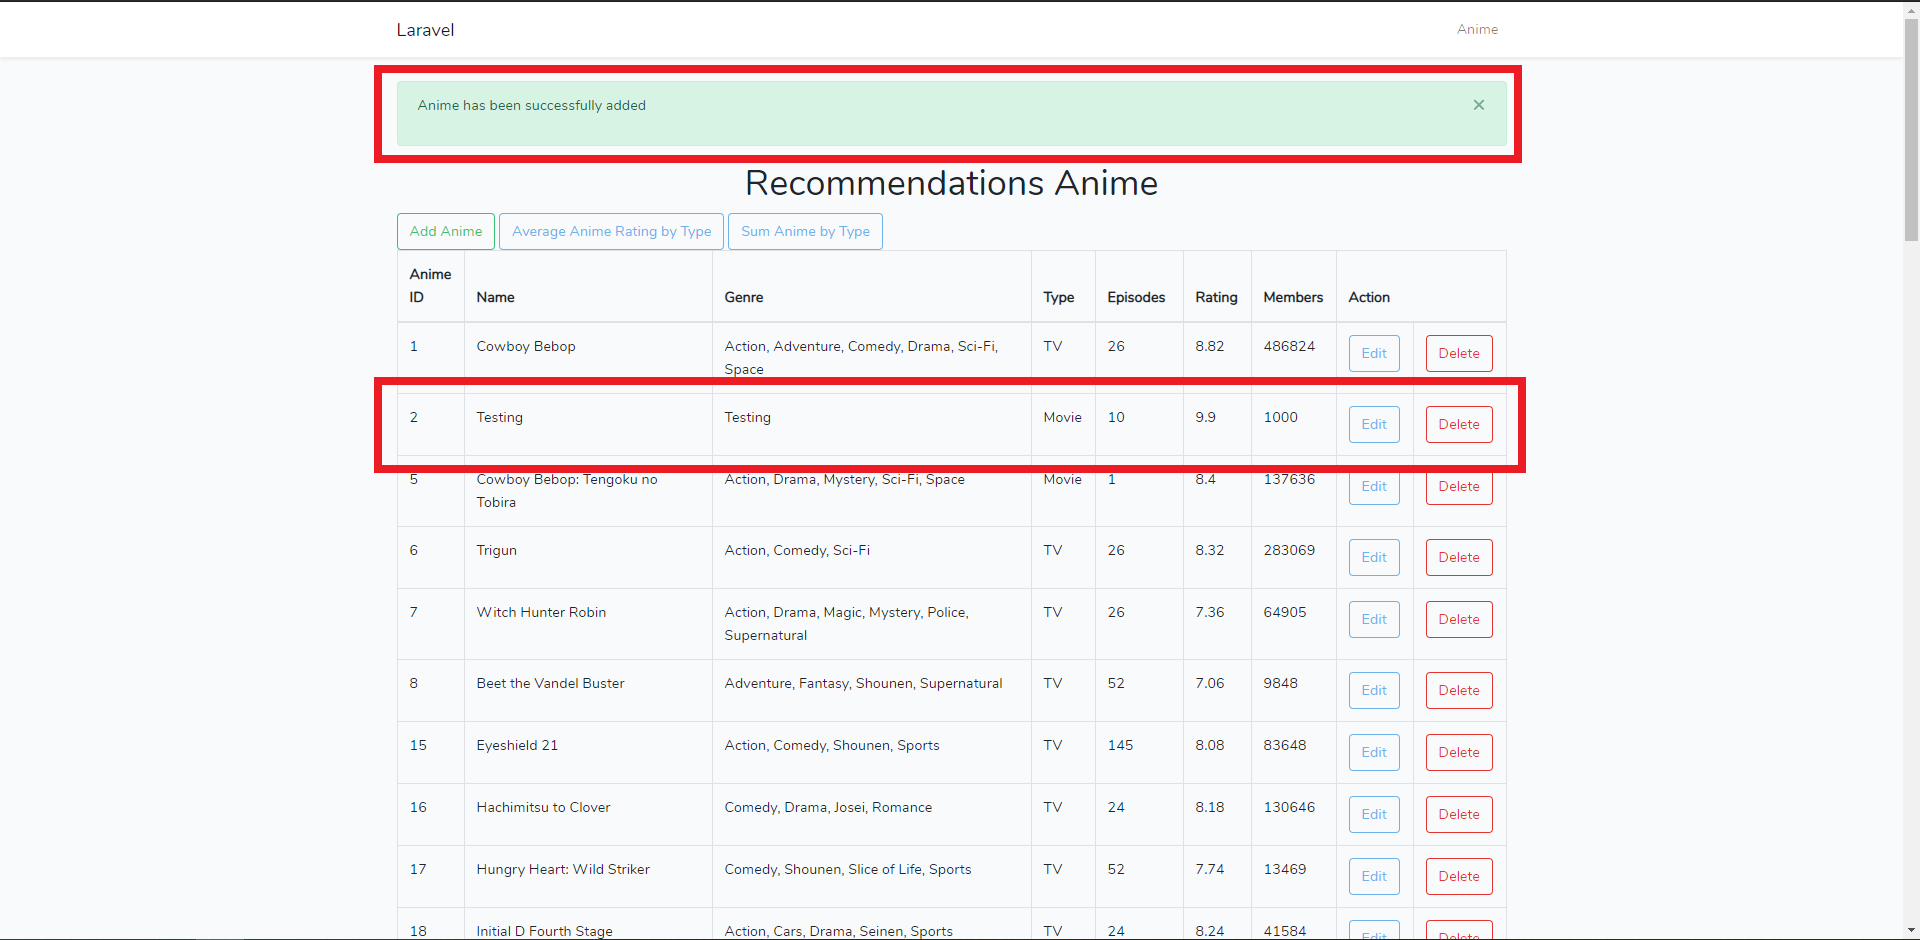 Laravel Anime
Anime has been successfully added ×
Recommendations Anime
Add Anime Average Anime Rating by Type Sum Anime by Type
Anime
ID Name Genre Type Episodes Rating Members Action
1 Cowboy Bebop Action, Adventure, Comedy, Drama, Sci-Fi, TV 26 8.82 486824 Edit Delete
Space
2 Testing Testing Movie 10 9.9 1000 Edit Delete
5 Cowboy Bebop: Tengoku no Action, Drama, Mystery, Sci-Fi, Space Movie 1 8.4 137636 Edit Delete
Tobira
6 Trigun Action, Comedy, Sci-Fi TV 26 8.32 283069 Edit Delete
7 Witch Hunter Robin Action, Drama, Magic, Mystery, Police, TV 26 7.36 64905 Edit Delete
Supernatural
8 Beet the Vandel Buster Adventure, Fantasy, Shounen, Supernatural TV 52 7.06 9848 Edit Delete
15 Eyeshield 21 Action, Comedy, Shounen, Sports TV 145 8.08 83648 Edit Delete
16 Hachimitsu to Clover Comedy, Drama, Josei, Romance TV 24 8.18 130646 Edit Delete
17 Hungry Heart: Wild Striker Comedy, Shounen, Slice of Life, Sports TV 52 7.74 13469 Edit Delete
18 Initial D Fourth Stage Action, Cars, Drama, Seinen, Sports TV 24 8.24 41584 Edit Delete